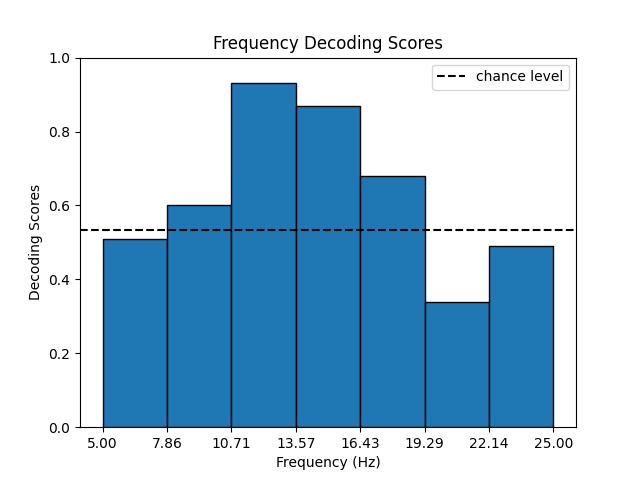 Frequency Decoding Scores
chance level
Decoding Scores
1.0
0.8
0.6
0.4
0.2
0.0
5.00 7.86 10.71 13.57 16.43 19.29 22.14 25.00
Frequency (Hz)